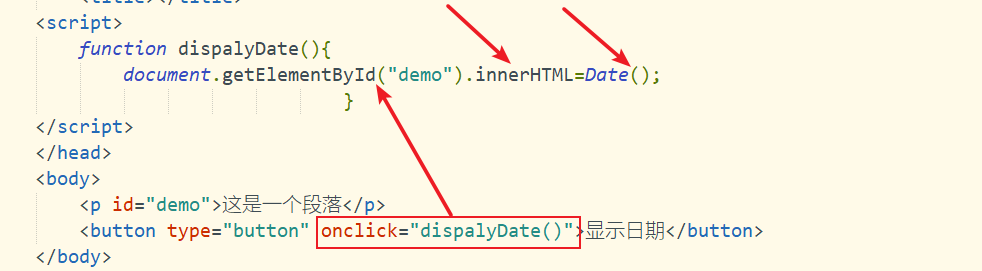 <title></title>
<script>
function dispalyDate(){
document.getElementById("demo").innerHTML=Date();
}
</script>
</head>
<body>
<p id="demo">这是一个段落</p>
<button type="button" onclick="dispalyDate()">显示日期</button>
</body>